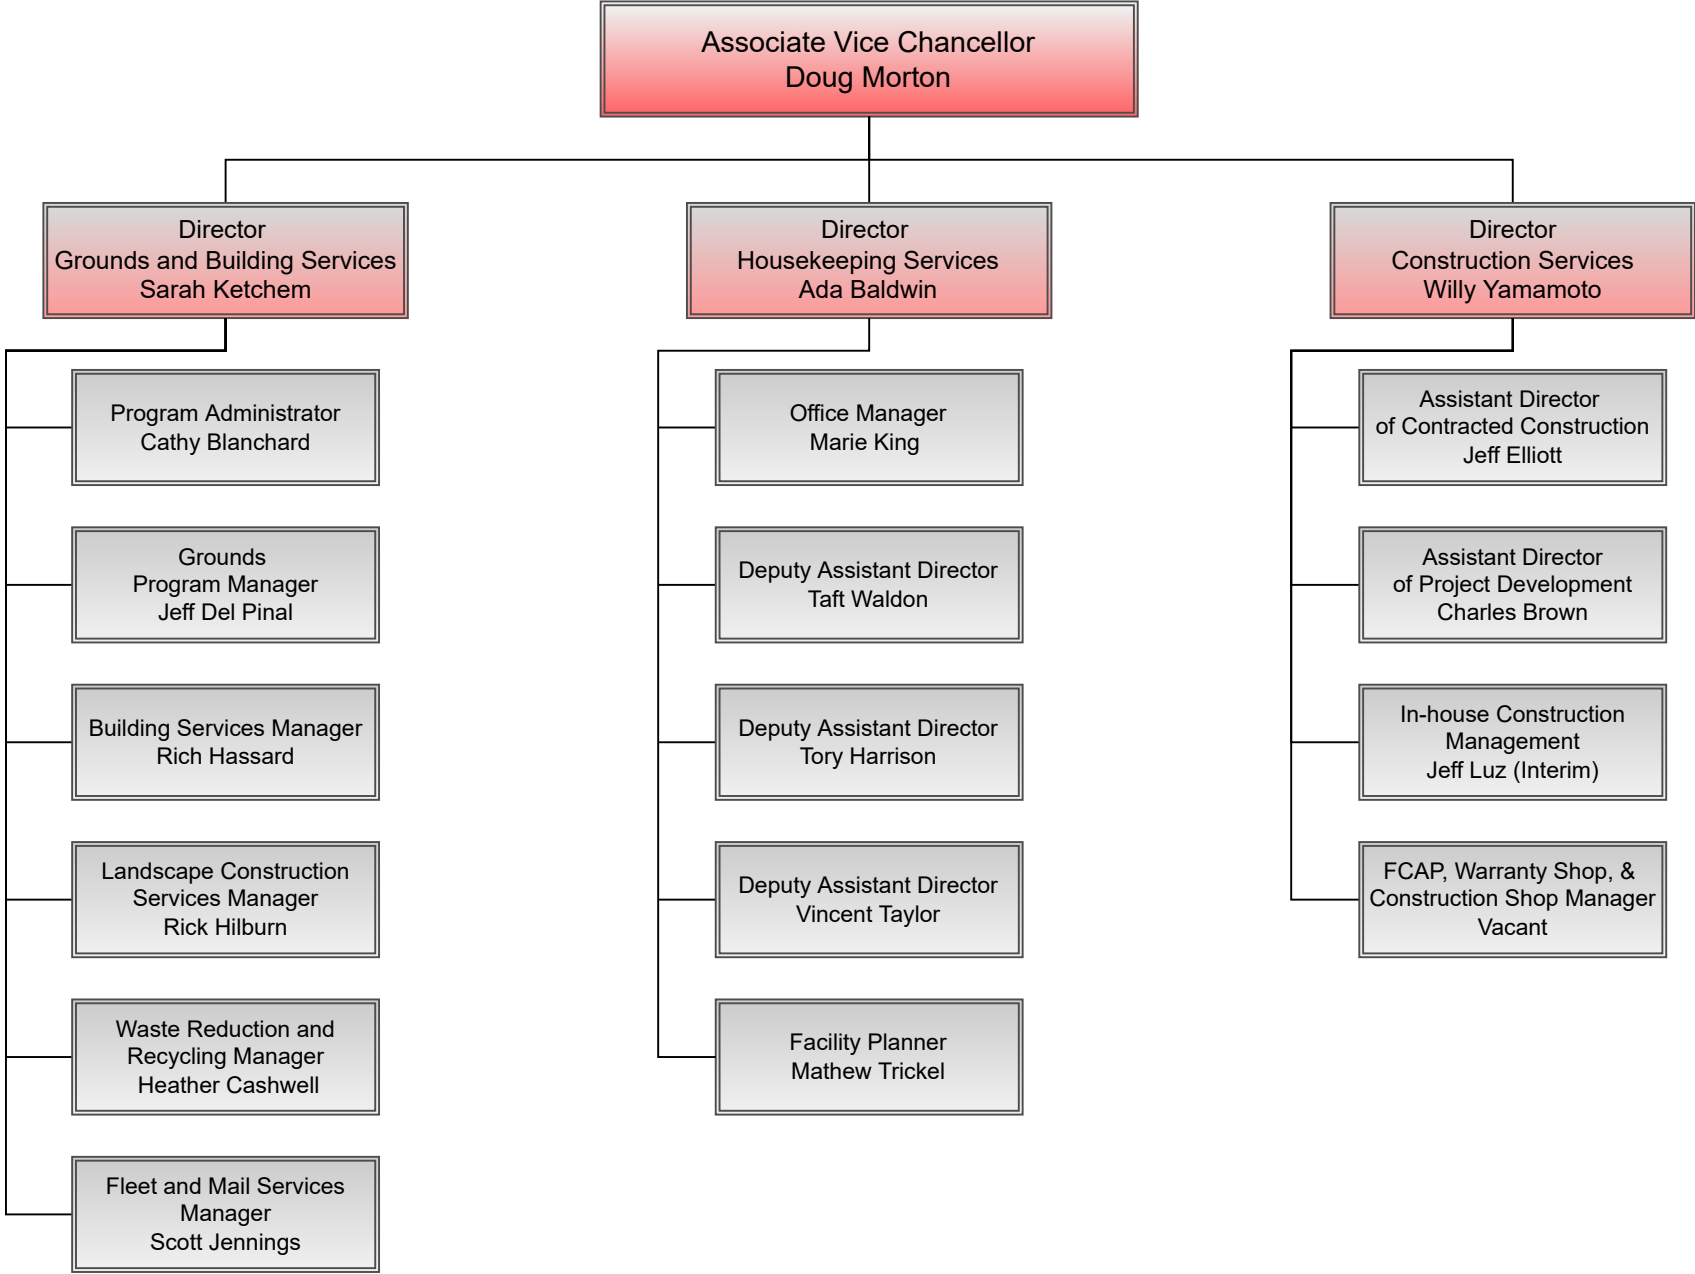 Associate Vice Chancellor
Doug Morton
Director
Grounds and Building Services
Sarah Ketchem
Program Administrator
Cathy Blanchard
Grounds
Program Manager
Jeff Del Pinal
Building Services Manager
Rich Hassard
Landscape Construction
Services Manager
Rick Hilburn
Waste Reduction and
Recycling Manager
Heather Cashwell
Fleet and Mail Services
Manager
Scott Jennings
Director
Housekeeping Services
Ada Baldwin
Office Manager
Marie King
Deputy Assistant Director
Taft Waldon
Deputy Assistant Director
Tory Harrison
Deputy Assistant Director
Vincent Taylor
Facility Planner
Mathew Trickel
Director
Construction Services
Willy Yamamoto
Assistant Director
of Contracted Construction
Jeff Elliott
Assistant Director
of Project Development
Charles Brown
In-house Construction
Management
Jeff Luz (Interim)
FCAP, Warranty Shop, &
Construction Shop Manager
Vacant